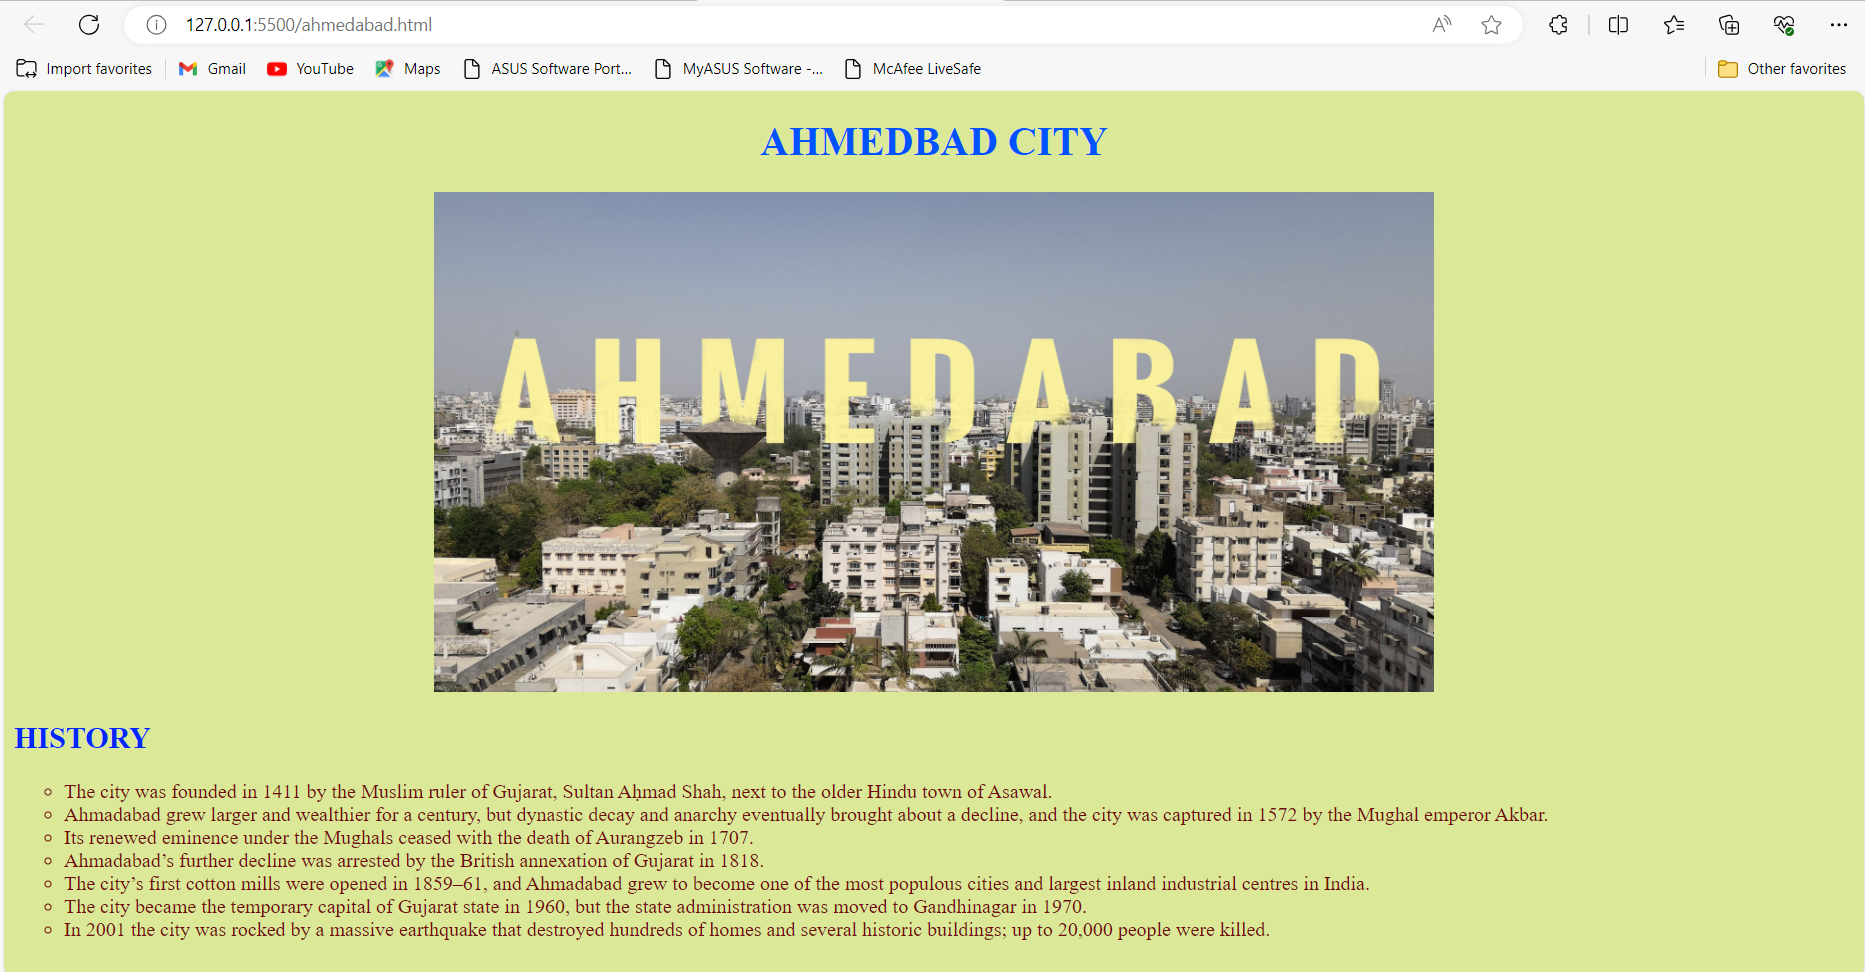 127.0.0.1:5500/ahmedabad.html
Import favorites Gmail YouTube Maps ASUS Software Port... MyASUS Software -... McAfee LiveSafe Other favorites
AHMEDBAD CITY
AHMEDABAD
HISTORY
The city was founded in 1411 by the Muslim ruler of Gujarat, Sultan Aḥmad Shah, next to the older Hindu town of Asawal.
Ahmadabad grew larger and wealthier for a century, but dynastic decay and anarchy eventually brought about a decline, and the city was captured in 1572 by the Mughal emperor Akbar.
Its renewed eminence under the Mughals ceased with the death of Aurangzeb in 1707.
Ahmadabad’s further decline was arrested by the British annexation of Gujarat in 1818.
The city’s first cotton mills were opened in 1859–61, and Ahmadabad grew to become one of the most populous cities and largest inland industrial centres in India.
The city became the temporary capital of Gujarat state in 1960, but the state administration was moved to Gandhinagar in 1970.
In 2001 the city was rocked by a massive earthquake that destroyed hundreds of homes and several historic buildings; up to 20,000 people were killed.